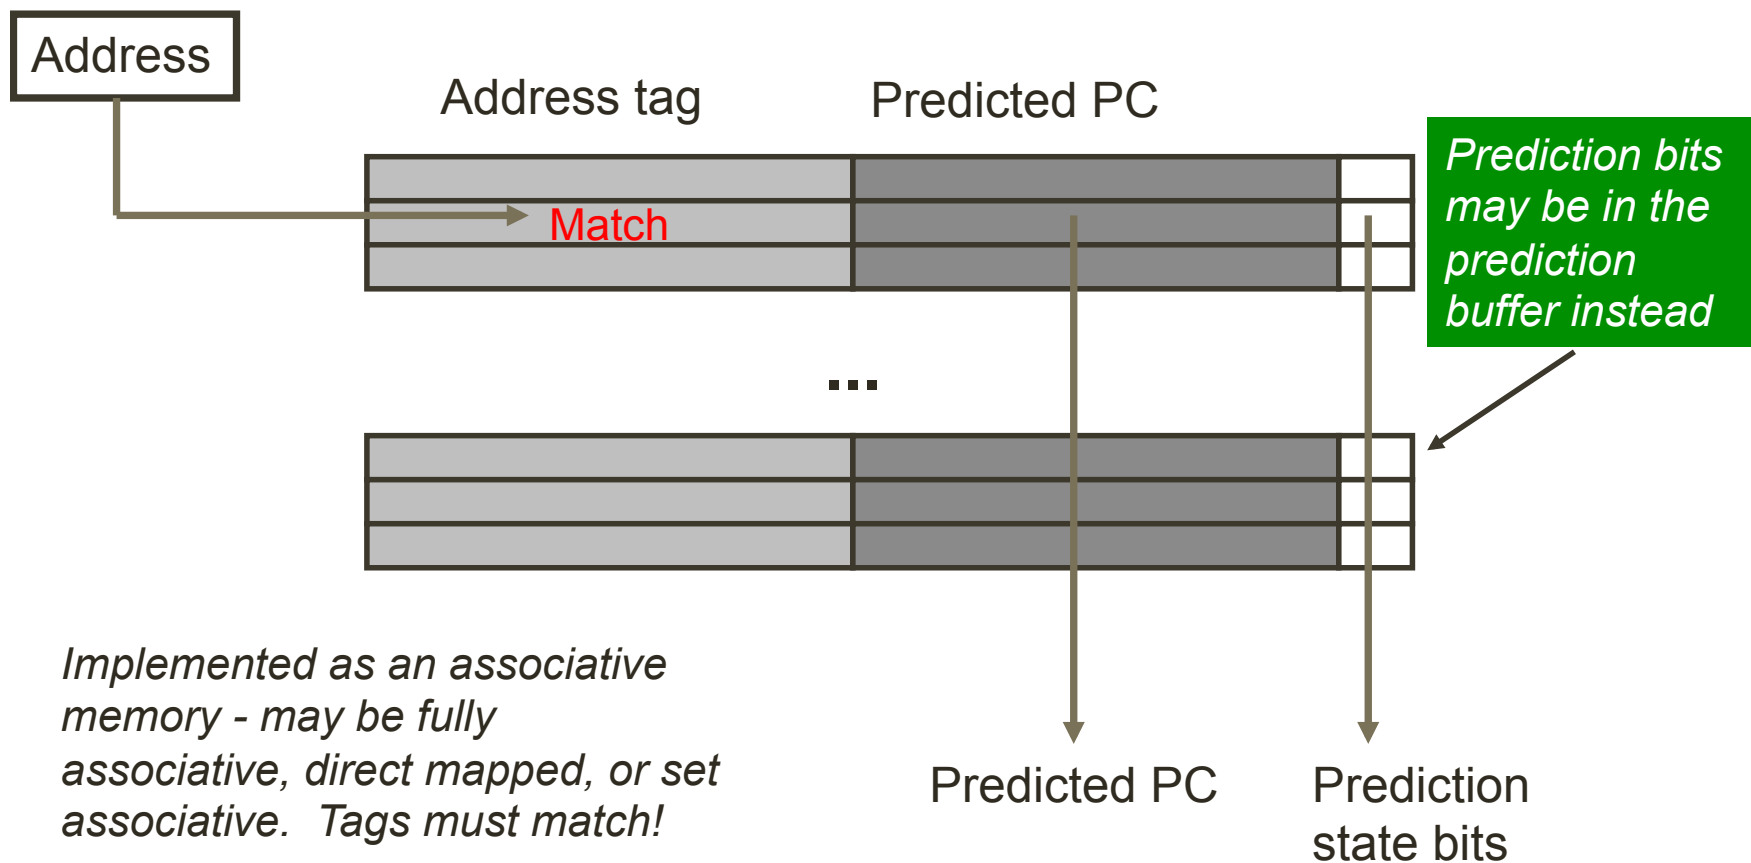 Address
Address tag
Predicted PC
Prediction bits
may be in the
prediction
buffer instead
Match
...
Implemented as an associative
memory - may be fully
associative, direct mapped, or set
associative.  Tags must match!
Predicted PC
Prediction
state bits